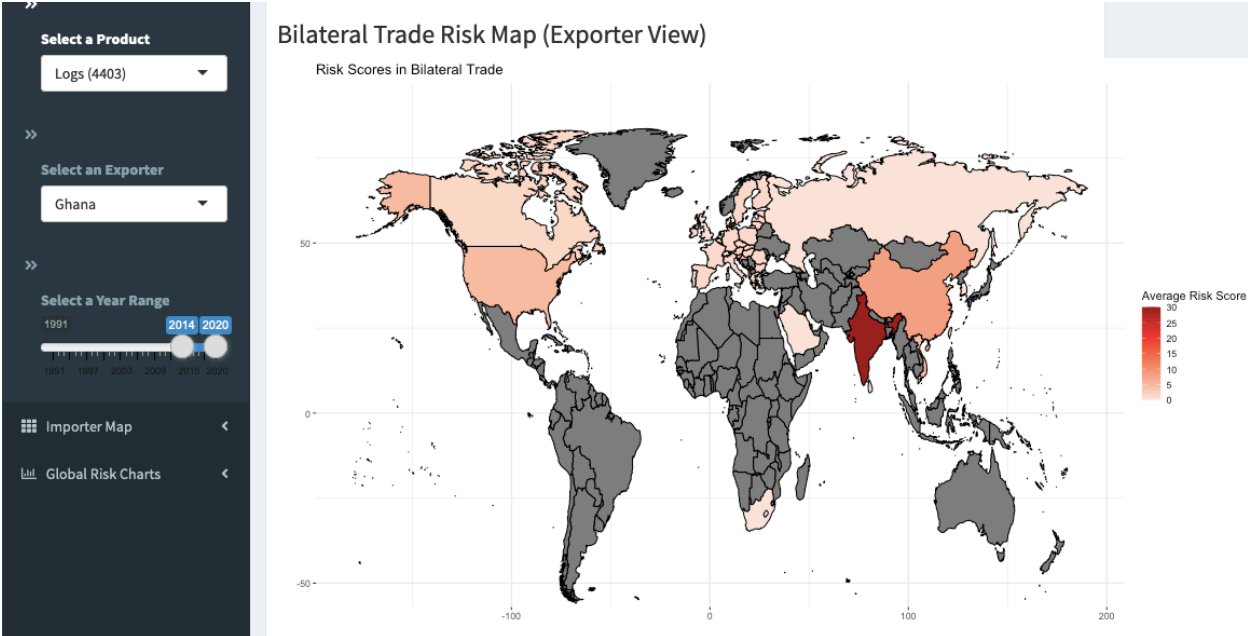 Select a Product
Logs (4403)
Select an Exporter
Ghana
Select a Year Range
1991
2014
2020
1991 1997 2003 2009 2015 2020
Importer Map
Global Risk Charts
Bilateral Trade Risk Map (Exporter View)
Risk Scores in Bilateral Trade
50
0
-50
-100
0
100
200
Average Risk Score
30
25
20
15
10
5
0